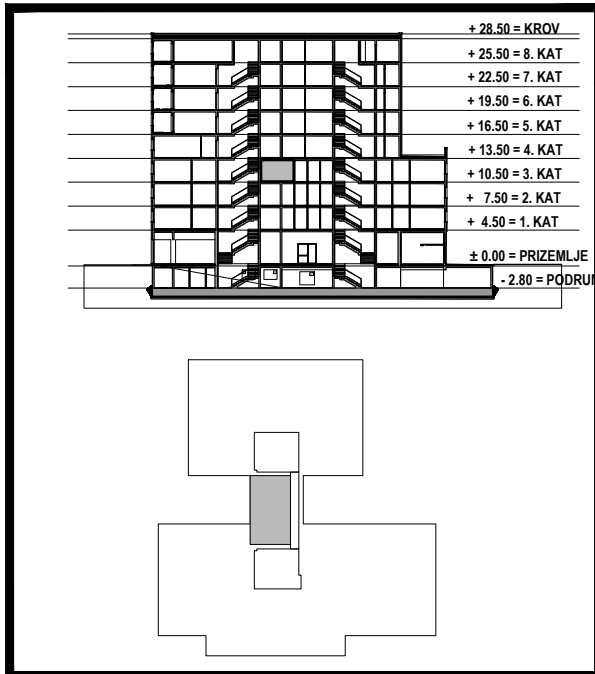 + 28.50 = KROV
+ 25.50 = 8. KAT
+ 22.50 = 7. KAT
+ 19.50 = 6. KAT
+ 16.50 = 5. KAT
+ 13.50 = 4. KAT
+ 10.50 = 3. KAT
+ 7.50 = 2. KAT
+ 4.50 = 1. KAT
± 0.00 = PRIZEMLJE
- 2.80 = PODRUM